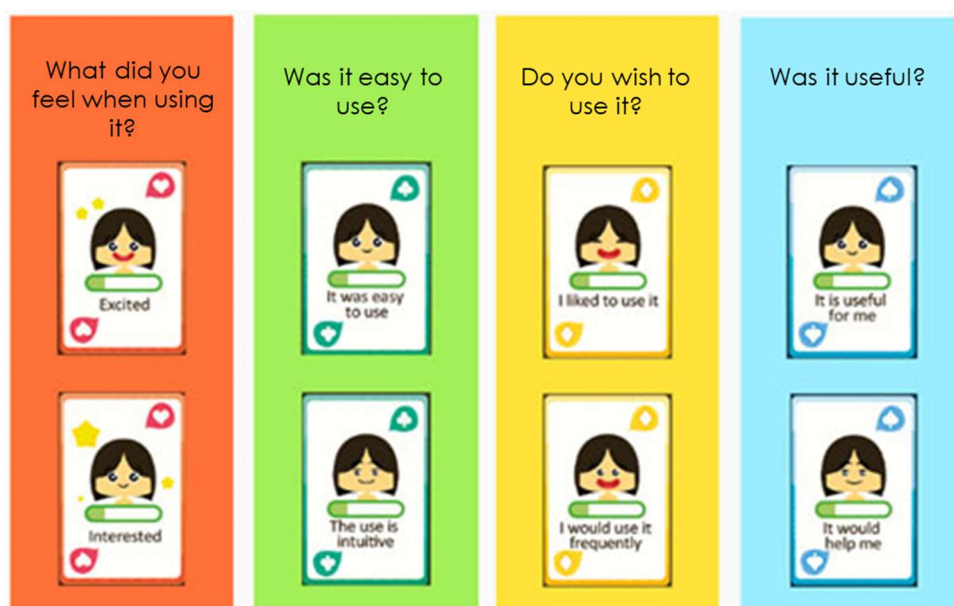 What did you
feel when using
it?
Excited
Interested
Was it easy to
use?
It was easy
to use
The use is
intuitive
Do you wish to
use it?
I liked to use it
I would use it
frequently
Was it useful?
It is useful
for me
It would
help me